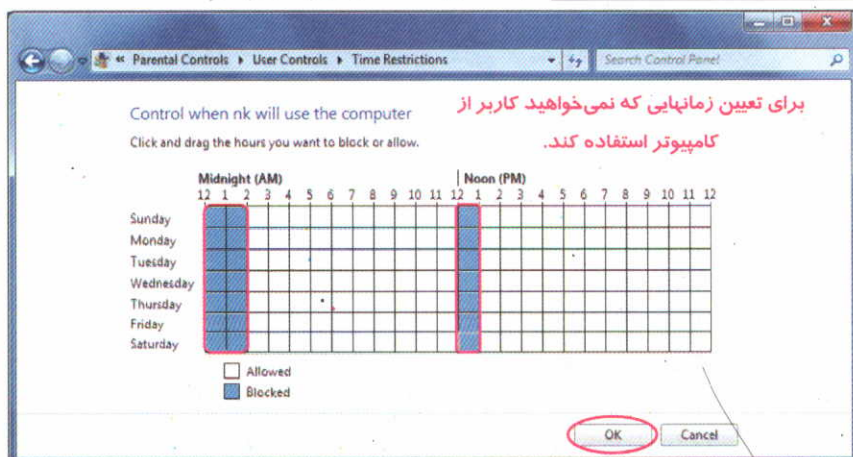 « Parental Controls ▸ User Controls ▸ Time Restrictions
Search Control Panel
Control when nk will use the computer
برای تعیین زمانهایی که نمی‌خواهید کاربر از
کامپیوتر استفاده کند.
Click and drag the hours you want to block or allow.
Midnight (AM) Noon (PM)
12 1 2 3 4 5 6 7 8 9 10 11 12 1 2 3 4 5 6 7 8 9 10 11 12
Sunday
Monday
Tuesday
Wednesday
Thursday
Friday
Saturday
Allowed
Blocked
OK Cancel